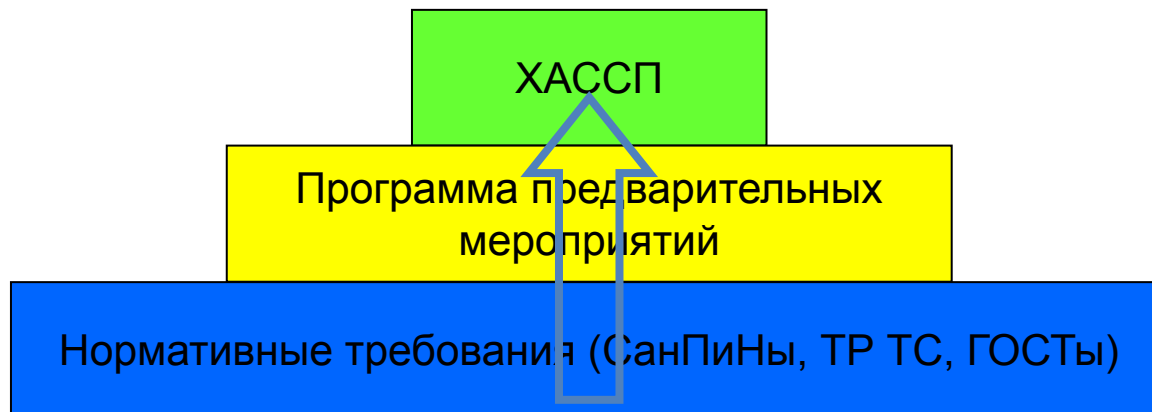 ХАССП
Программа предварительных
мероприятий
Нормативные требования (СанПиНы, ТР ТС, ГОСТы)